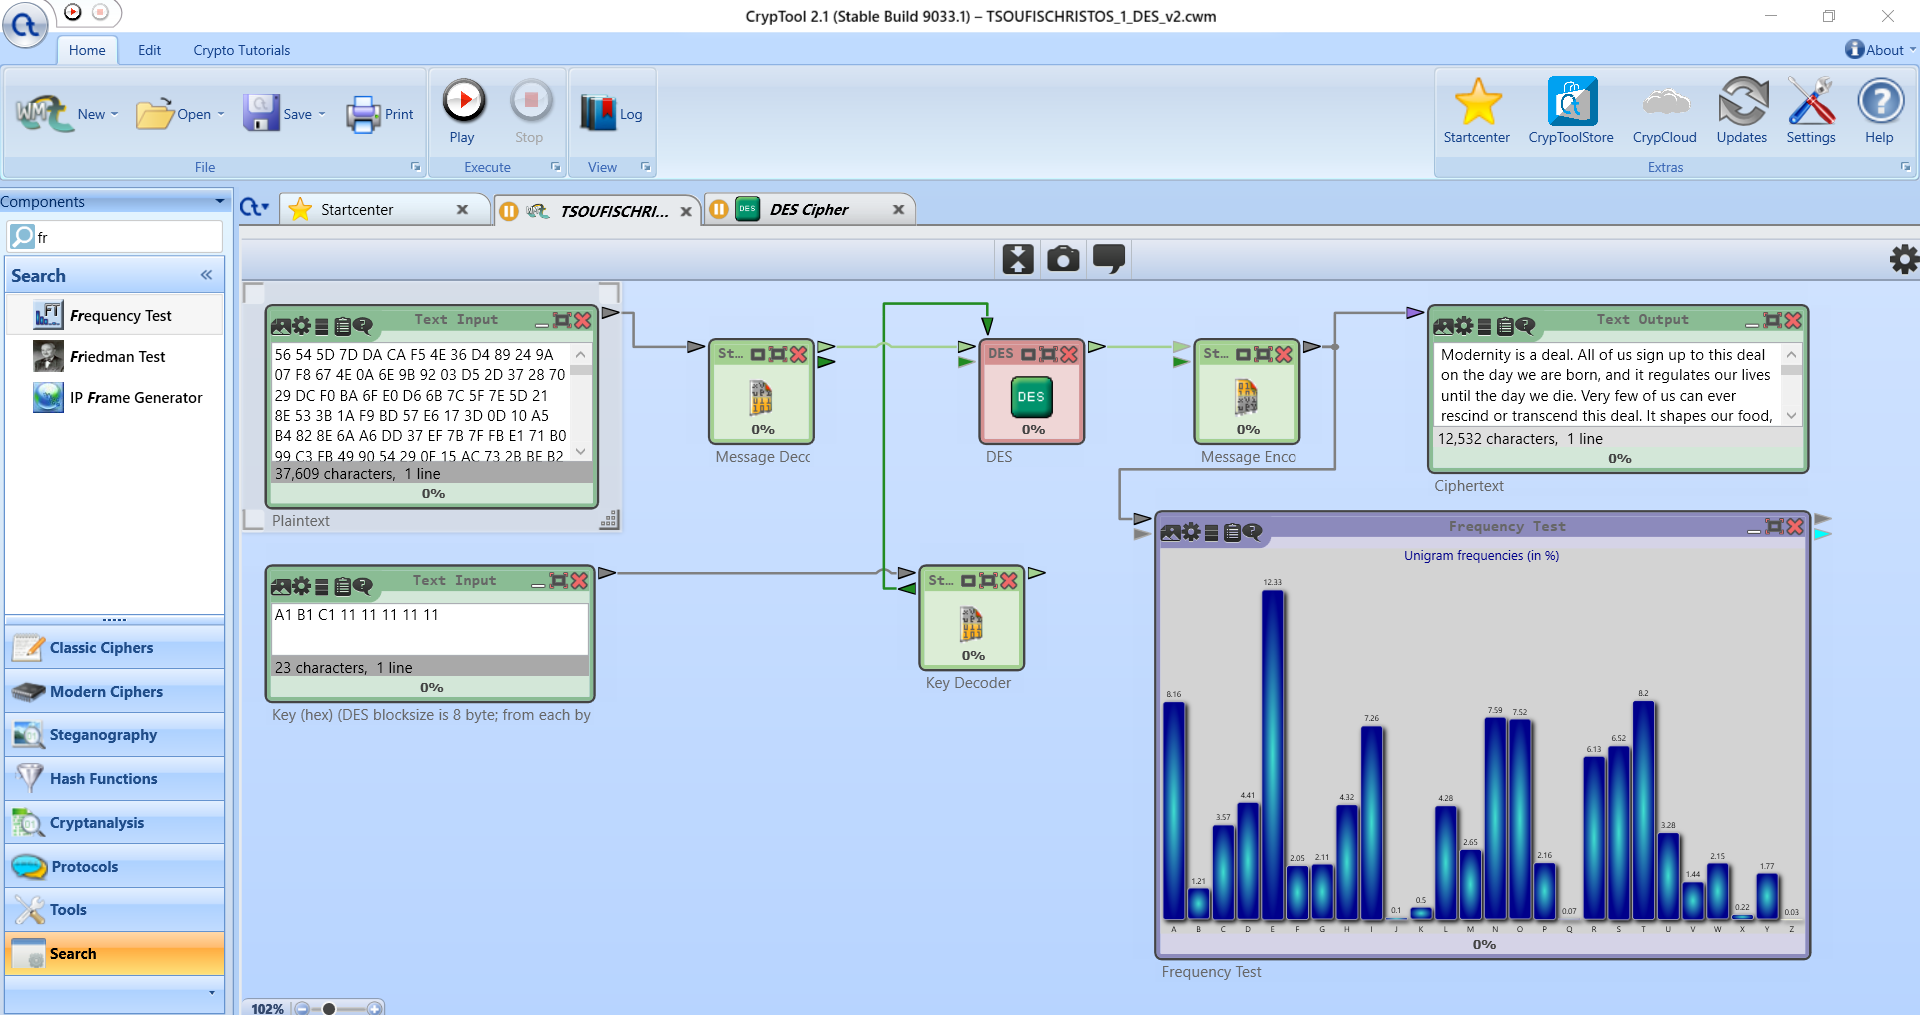 CrypTool 2.1 (Stable Build 9033.1) – TSOUFISCHRISTOS_1_DES_v2.cwm
Home Edit Crypto Tutorials About
New Open Save Print Play Stop Log Startcenter CrypToolStore CrypCloud Updates Settings Help
File Execute View Extras
Components
fr
Search
Frequency Test
Friedman Test
IP Frame Generator
Classic Ciphers
Modern Ciphers
Steganography
Hash Functions
Cryptanalysis
Protocols
Tools
Search
Startcenter TSOUFISCHRI... DES Cipher
Text Input
56 54 5D 7D DA CA F5 4E 36 D4 89 24 9A
07 F8 67 4E 0A 6E 9B 92 03 D5 2D 37 28 70
29 DC F0 BA 6F E0 D6 6B 7C 5F 7E 5D 21
8E 53 3B 1A F9 BD 57 E6 17 3D 0D 10 A5
B4 82 8E 6A A6 DD 37 EF 7B 7F FB E1 71 B0
99 C3 FB 49 90 54 29 0F 15 AC 73 2B BE B2
37,609 characters, 1 line
0%
Plaintext
St...
0%
Message Decc
DES
DES
0%
DES
St...
0%
Message Enco
Text Output
Modernity is a deal. All of us sign up to this deal
on the day we are born, and it regulates our lives
until the day we die. Very few of us can ever
rescind or transcend this deal. It shapes our food,
12,532 characters, 1 line
0%
Ciphertext
Text Input
A1 B1 C1 11 11 11 11 11
23 characters, 1 line
0%
Key (hex) (DES blocksize is 8 byte; from each by
St...
0%
Key Decoder
Frequency Test
Unigram frequencies (in %)
8.16 1.21 3.57 4.41 12.33 2.05 2.11 4.32 7.26 0.1 0.5 4.28 2.65 7.59 7.52 2.16 0.07 6.13 6.52 8.2 3.28 1.44 2.15 0.22 1.77 0.03
A B C D E F G H I J K L M N O P Q R S T U V W X Y Z
0%
Frequency Test
102%